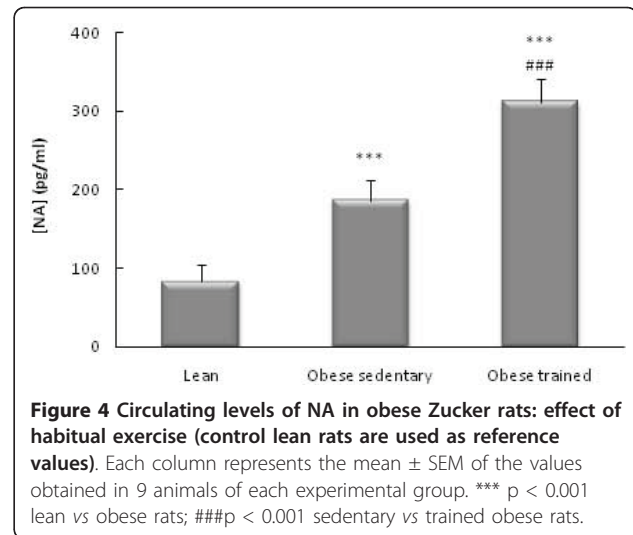 400
300
200
100
0
[NA] (pg/ml)
***
***
###
Lean
Obese sedentary
Obese trained
Figure 4 Circulating levels of NA in obese Zucker rats: effect of
habitual exercise (control lean rats are used as reference
values). Each column represents the mean ± SEM of the values
obtained in 9 animals of each experimental group. *** p < 0.001
lean vs obese rats; ###p < 0.001 sedentary vs trained obese rats.